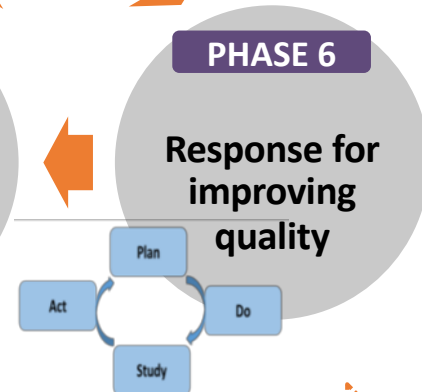 PHASE 6
Response for
improving
quality
Plan
Act
Do
Study